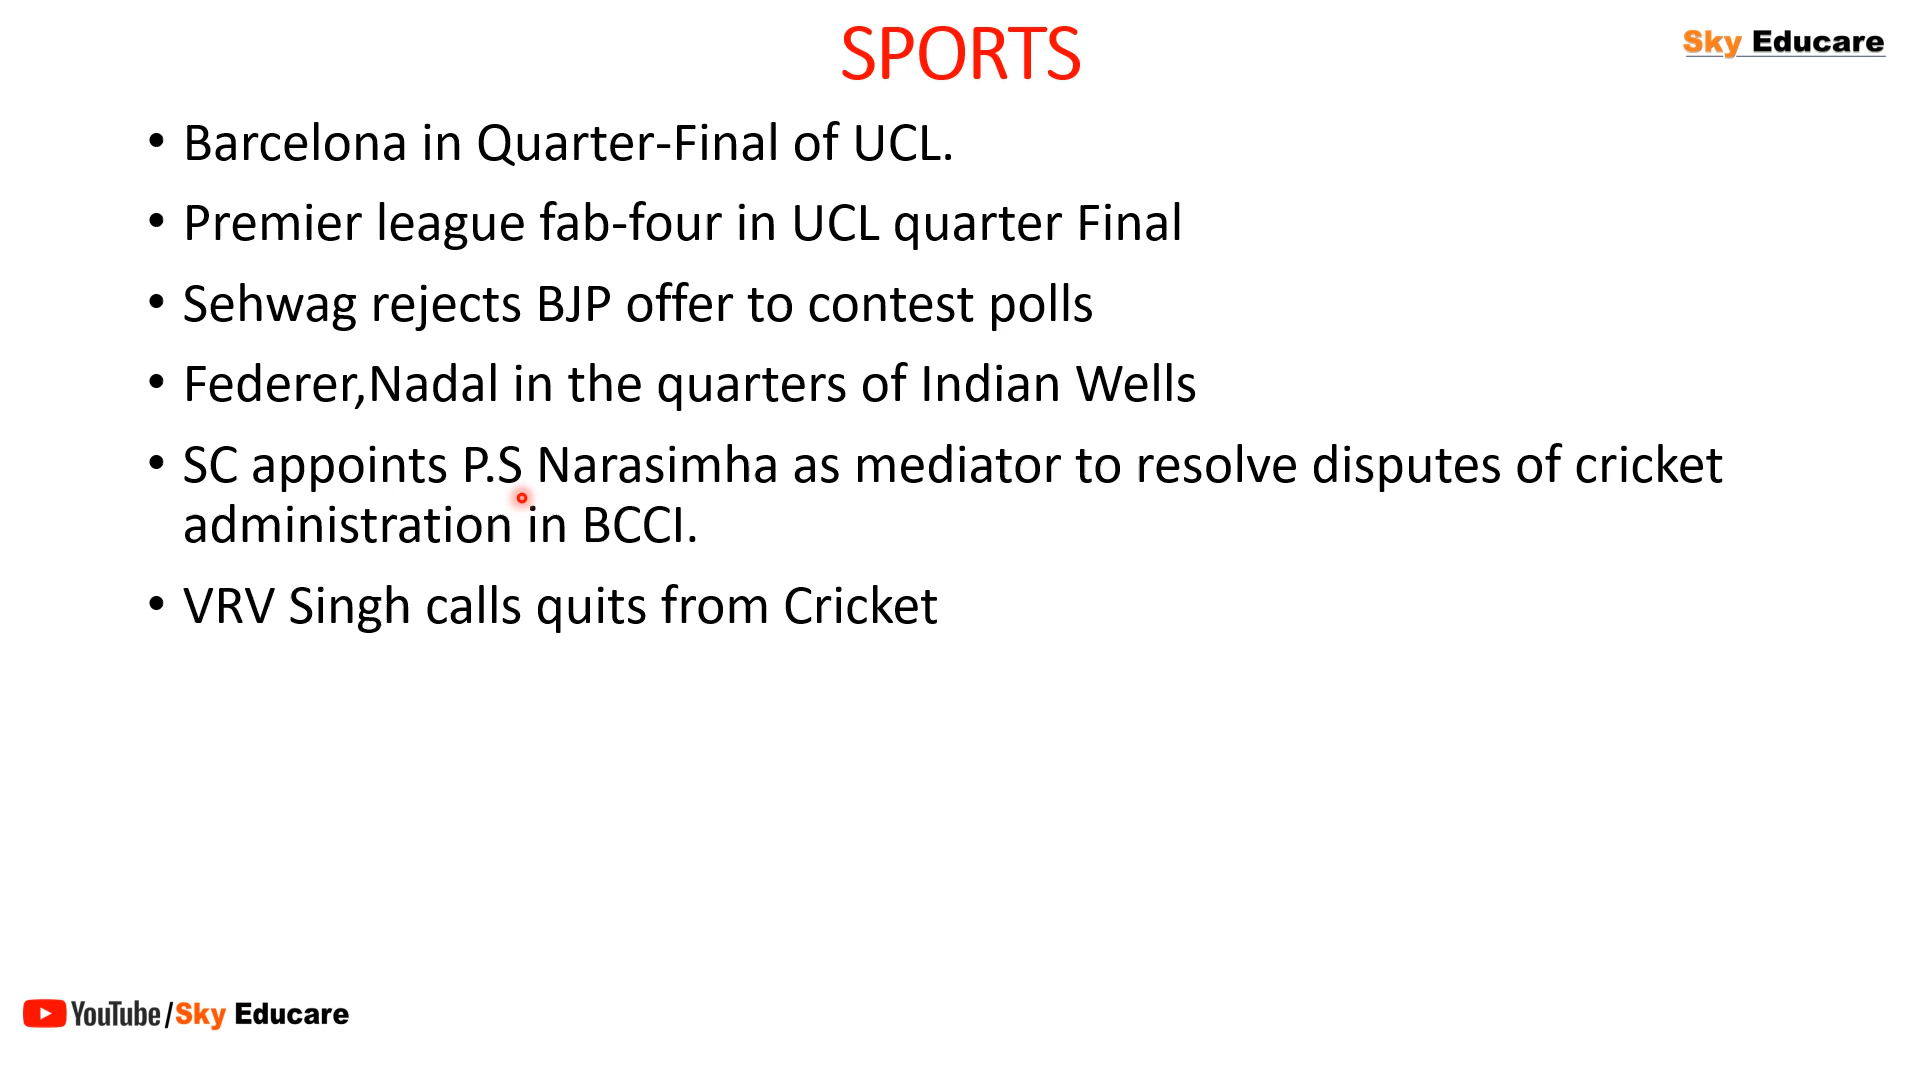 SPORTS
Sky Educare
• Barcelona in Quarter-Final of UCL.
• Premier league fab-four in UCL quarter Final
• Sehwag rejects BJP offer to contest polls
• Federer,Nadal in the quarters of Indian Wells
• SC appoints P.S Narasimha as mediator to resolve disputes of cricket
administration in BCCI.
• VRV Singh calls quits from Cricket
YouTube/Sky Educare